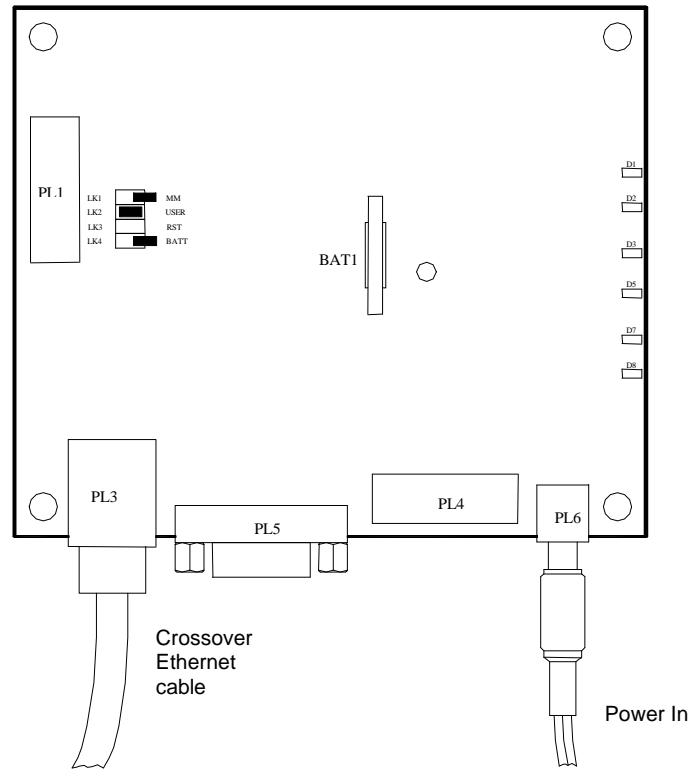 D1
D2
PL1
LK1 MM
LK2 USER
LK3 RST
LK4 BATT
D3
BAT1
D5
D7
D8
PL3
PL4
PL6
PL5
Crossover
Ethernet
cable
Power In